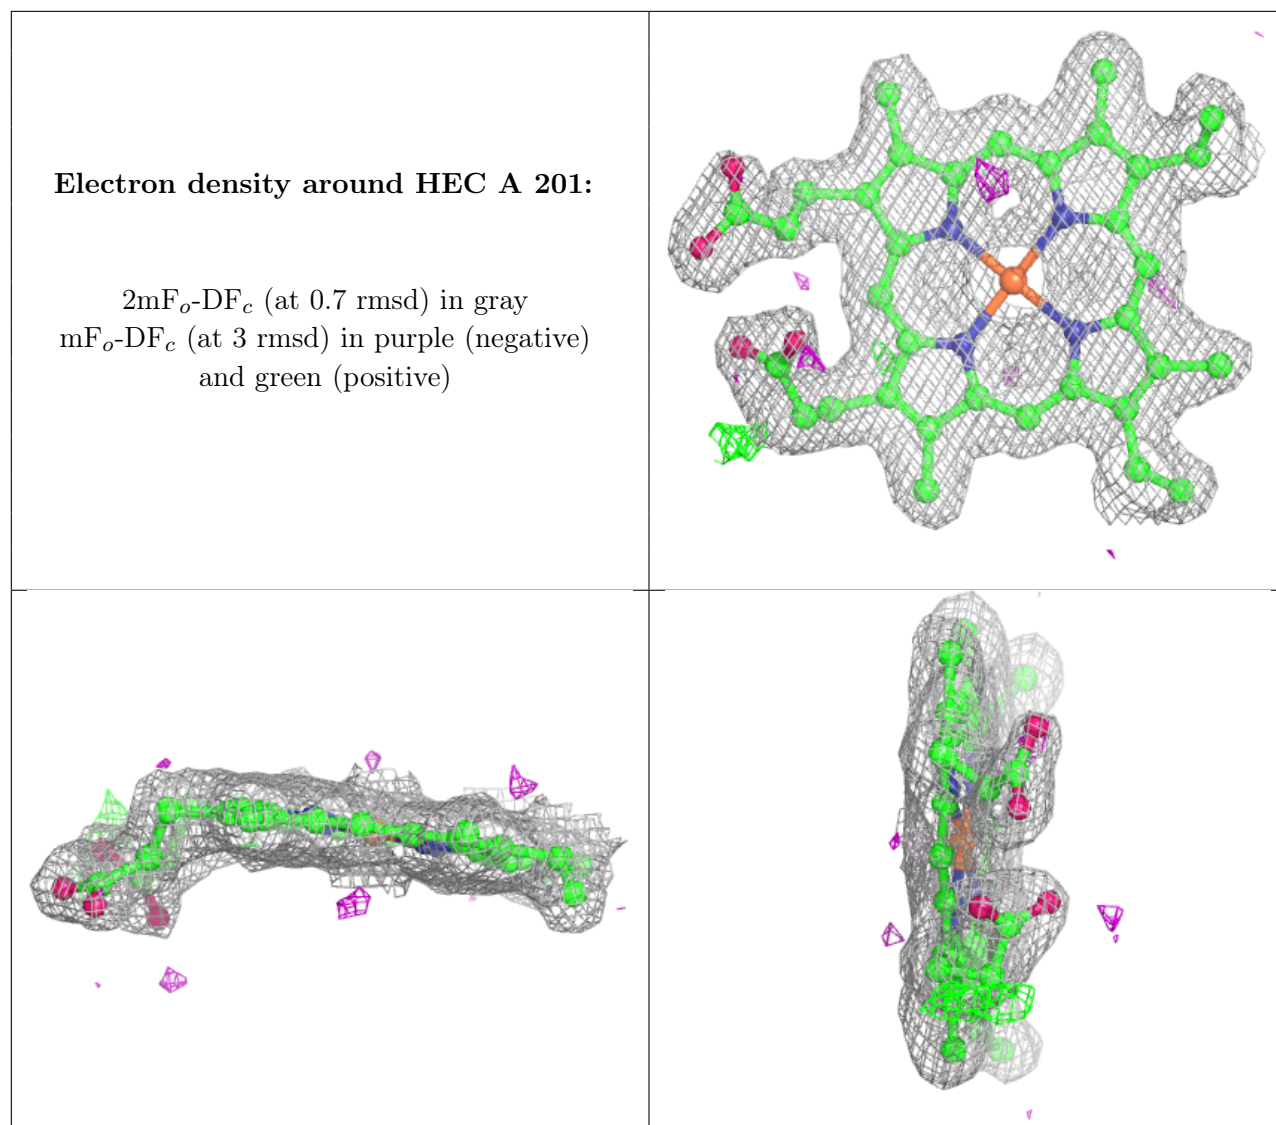 Electron density around HEC A 201:
2mFo-DFc (at 0.7 rmsd) in gray
mFo-DFc (at 3 rmsd) in purple (negative)
and green (positive)